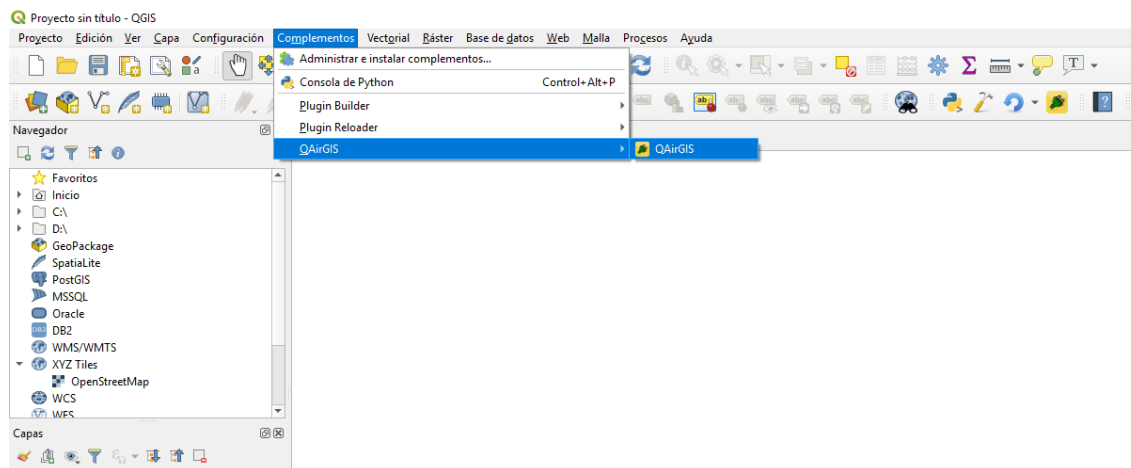 Proyecto sin título - QGIS
Proyecto Edición Ver Capa Configuración Complementos Vectorial Ráster Base de datos Web Malla Procesos Ayuda
Administrar e instalar complementos...
Consola de Python Control+Alt+P
Plugin Builder
Plugin Reloader
QAirGIS
QAirGIS
Navegador
Favoritos
Inicio
C:\
D:\
GeoPackage
SpatiaLite
PostGIS
MSSQL
Oracle
DB2
WMS/WMTS
XYZ Tiles
OpenStreetMap
WCS
WFS
Capas